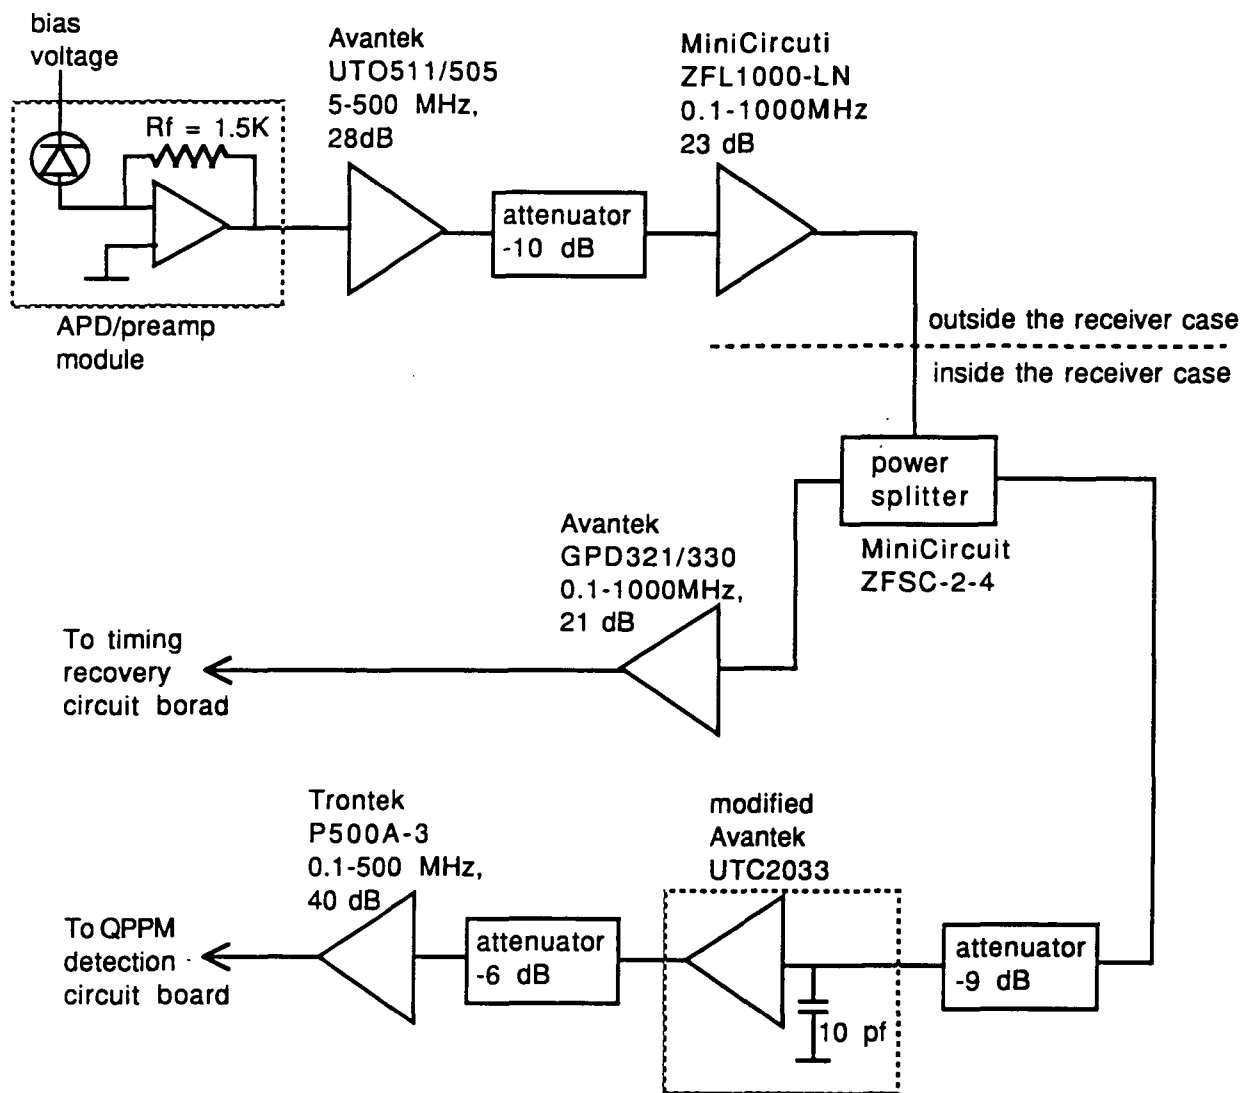 bias
voltage
Rf = 1.5K
APD/preamp
module
Avantek
UTO511/505
5-500 MHz,
28dB
attenuator
-10 dB
MiniCircuti
ZFL1000-LN
0.1-1000MHz
23 dB
outside the receiver case
inside the receiver case
power
splitter
MiniCircuit
ZFSC-2-4
Avantek
GPD321/330
0.1-1000MHz,
21 dB
To timing
recovery
circuit borad
Trontek
P500A-3
0.1-500 MHz,
40 dB
To QPPM
detection
circuit board
attenuator
-6 dB
modified
Avantek
UTC2033
10 pf
attenuator
-9 dB